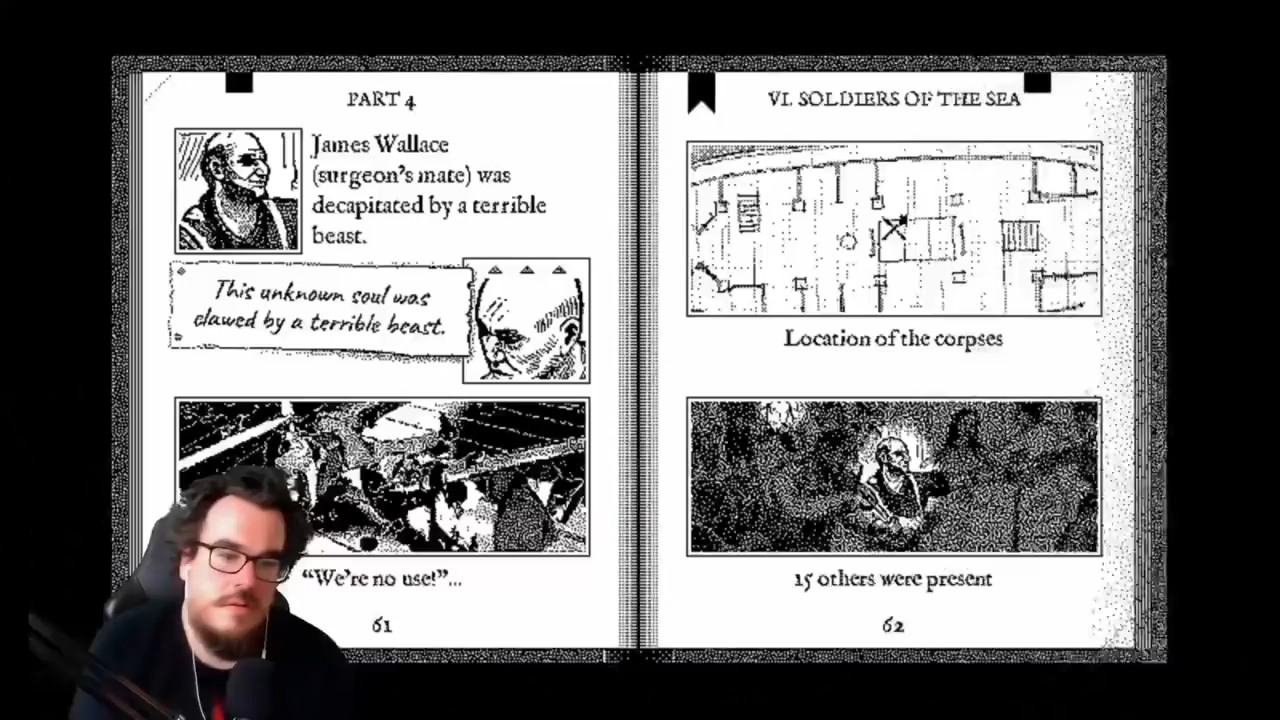 PART 4
James Wallace
(surgeon's mate) was
decapitated by a terrible
beast.
This unknown soul was
clawed by a terrible beast.
"We're no use!"...
61
VI. SOLDIERS OF THE SEA
Location of the corpses
15 others were present
62